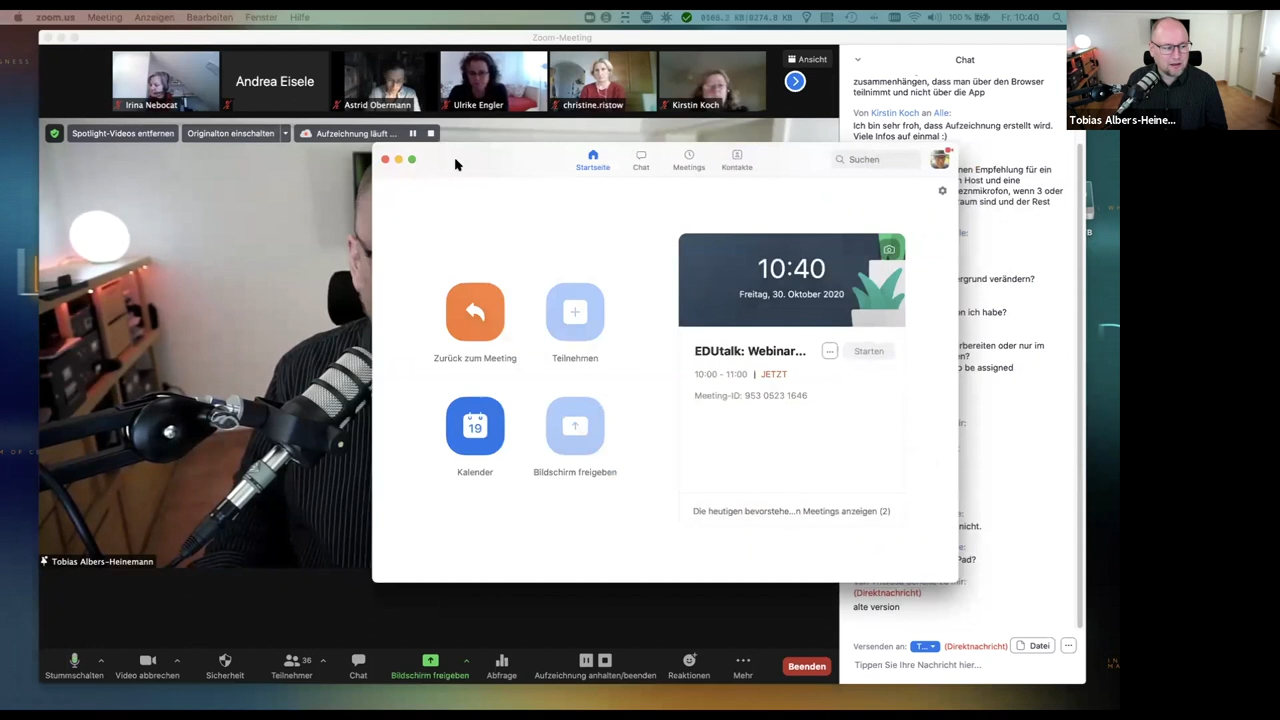 zoom.us Meeting Anzeigen Bearbeiten Fenster Hilfe
100 % Fr. 10:40
Zoom-Meeting
Irina Nebocat
Andrea Eisele
Astrid Obermann
Ulrike Engler
christine.ristow
Kirstin Koch
Ansicht
Tobias Albers-Heine...
Spotlight-Videos entfernen
Originalton einschalten
Aufzeichnung läuft
Chat
zusammenhängen, dass man über den Browser
teilnimmt und nicht über die App
Von Kirstin Koch an Alle:
Ich bin sehr froh, dass Aufzeichnung erstellt wird.
Viele Infos auf einmal :)
nen Empfehlung für ein
n Host und eine
eznmikrofon, wenn 3 oder
raum sind und der Rest
lle:
ergrund verändern?
on ich habe?
erbereiten oder nur im
en?
o be assigned
nicht.
Pad?
(Direktnachricht)
alte version
Versenden an: T... (Direktnachricht) Datei ...
Tippen Sie Ihre Nachricht hier...
Startseite
Chat
Meetings
Kontakte
Suchen
Zurück zum Meeting
Teilnehmen
19
Kalender
Bildschirm freigeben
10:40
Freitag, 30. Oktober 2020
EDUtalk: Webinar... ... Starten
10:00 - 11:00 | JETZT
Meeting-ID: 953 0523 1646
Die heutigen bevorstehe...n Meetings anzeigen (2)
Tobias Albers-Heinemann
Stummschalten
Video abbrechen
Sicherheit
36
Teilnehmer
Chat
Bildschirm freigeben
Abfrage
Aufzeichnung anhalten/beenden
Reaktionen
Mehr
Beenden